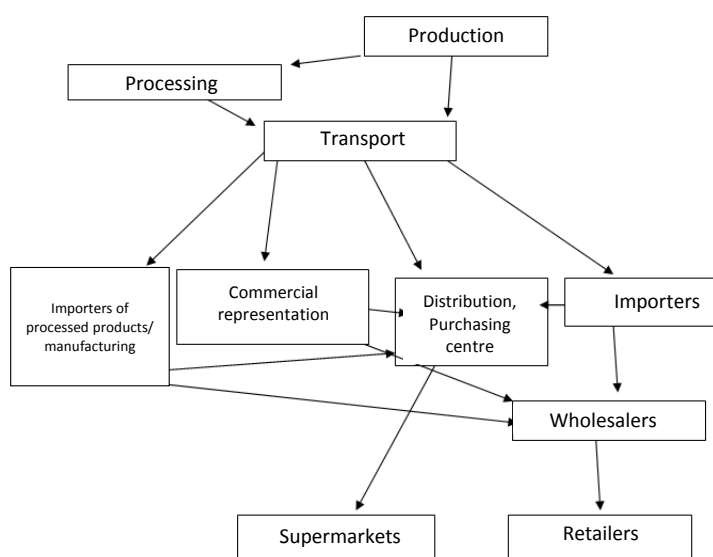 Production
Processing
Transport
Importers of
processed products/
manufacturing
Commercial
representation
Distribution,
Purchasing
centre
Importers
Wholesalers
Supermarkets
Retailers